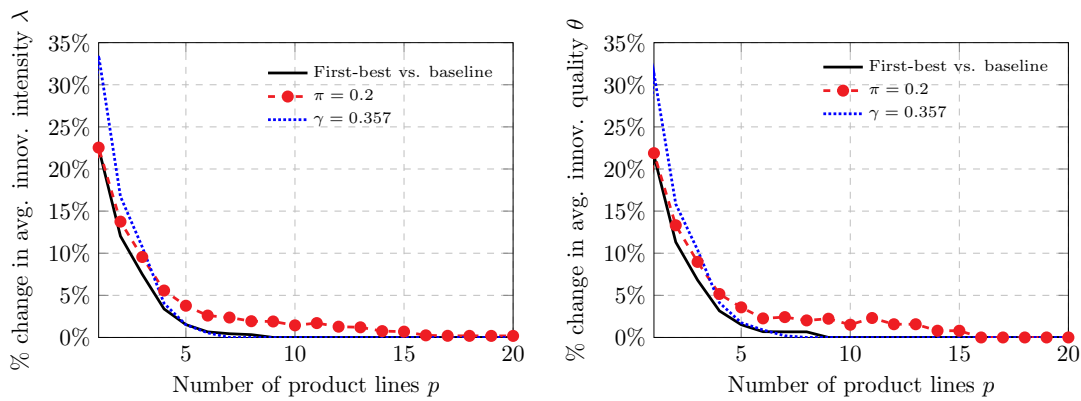 % change in avg. innov. intensity λ
35%
30%
25%
20%
15%
10%
5%
0%
First-best vs. baseline
π = 0.2
γ = 0.357
5
10
15
20
Number of product lines p
% change in avg. innov. quality θ
35%
30%
25%
20%
15%
10%
5%
0%
First-best vs. baseline
π = 0.2
γ = 0.357
5
10
15
20
Number of product lines p